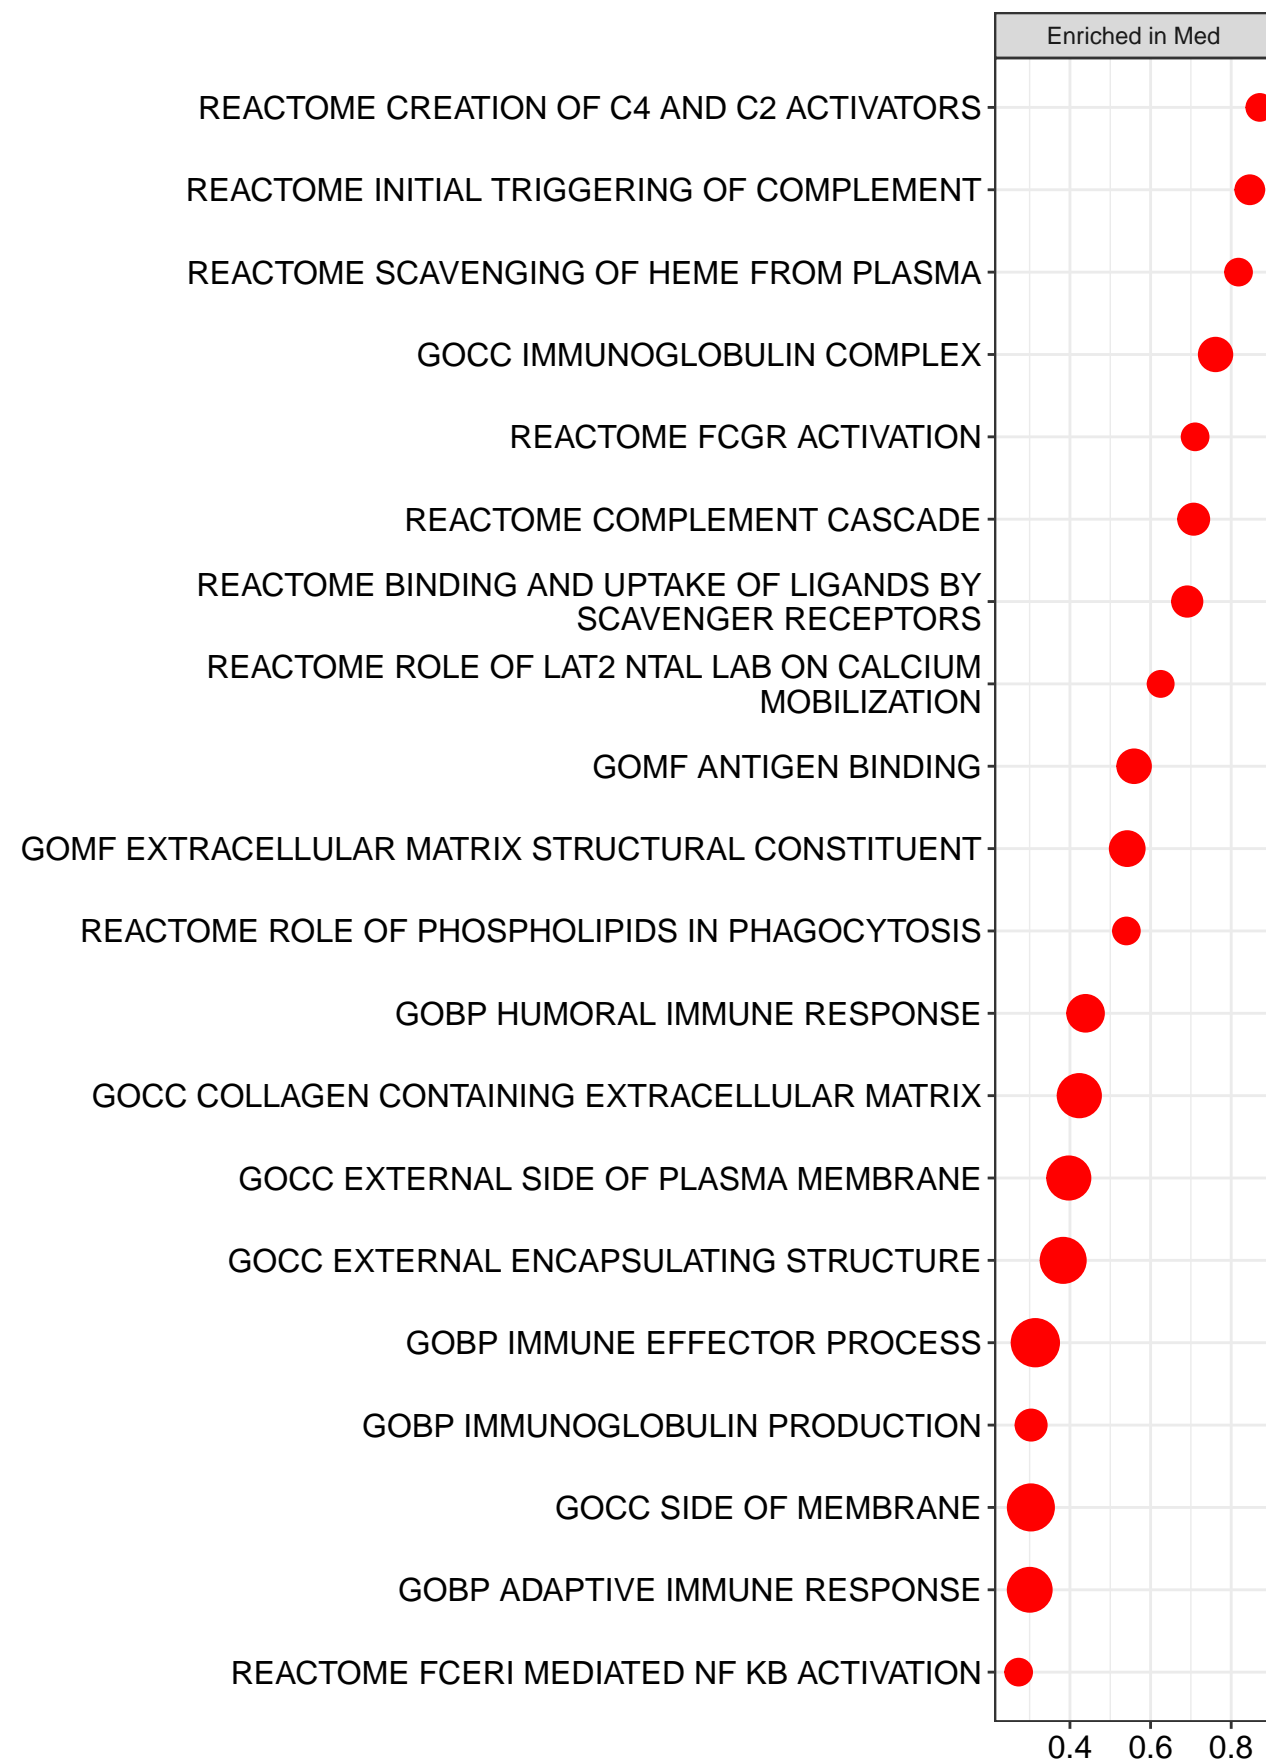 Enriched in Med
REACTOME CREATION OF C4 AND C2 ACTIVATORS
REACTOME INITIAL TRIGGERING OF COMPLEMENT
REACTOME SCAVENGING OF HEME FROM PLASMA
GOCC IMMUNOGLOBULIN COMPLEX
REACTOME FCGR ACTIVATION
REACTOME COMPLEMENT CASCADE
REACTOME BINDING AND UPTAKE OF LIGANDS BY
SCAVENGER RECEPTORS
REACTOME ROLE OF LAT2 NTAL LAB ON CALCIUM
MOBILIZATION
GOMF ANTIGEN BINDING
GOMF EXTRACELLULAR MATRIX STRUCTURAL CONSTITUENT
REACTOME ROLE OF PHOSPHOLIPIDS IN PHAGOCYTOSIS
GOBP HUMORAL IMMUNE RESPONSE
GOCC COLLAGEN CONTAINING EXTRACELLULAR MATRIX
GOCC EXTERNAL SIDE OF PLASMA MEMBRANE
GOCC EXTERNAL ENCAPSULATING STRUCTURE
GOBP IMMUNE EFFECTOR PROCESS
GOBP IMMUNOGLOBULIN PRODUCTION
GOCC SIDE OF MEMBRANE
GOBP ADAPTIVE IMMUNE RESPONSE
REACTOME FCERI MEDIATED NF KB ACTIVATION
0.4 0.6 0.8